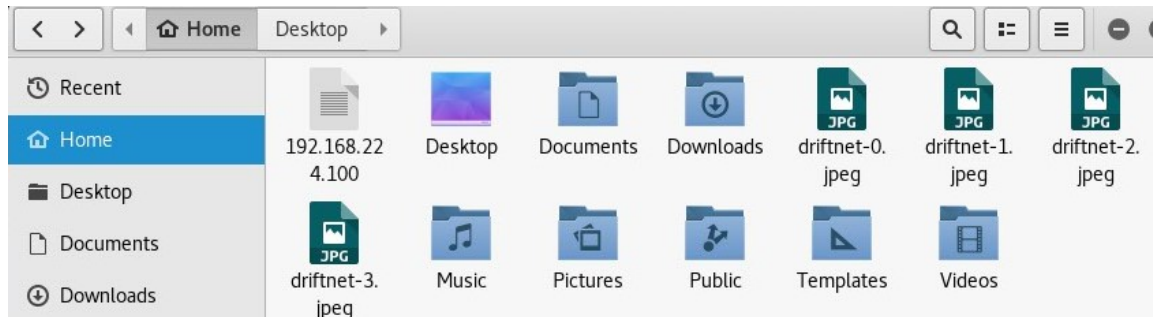 Home Desktop
Recent
Home
Desktop
Documents
Downloads
192.168.22
4.100
Desktop
Documents
Downloads
JPG
driftnet-0.
jpeg
JPG
driftnet-1.
jpeg
JPG
driftnet-2.
jpeg
JPG
driftnet-3.
jpeg
Music
Pictures
Public
Templates
Videos